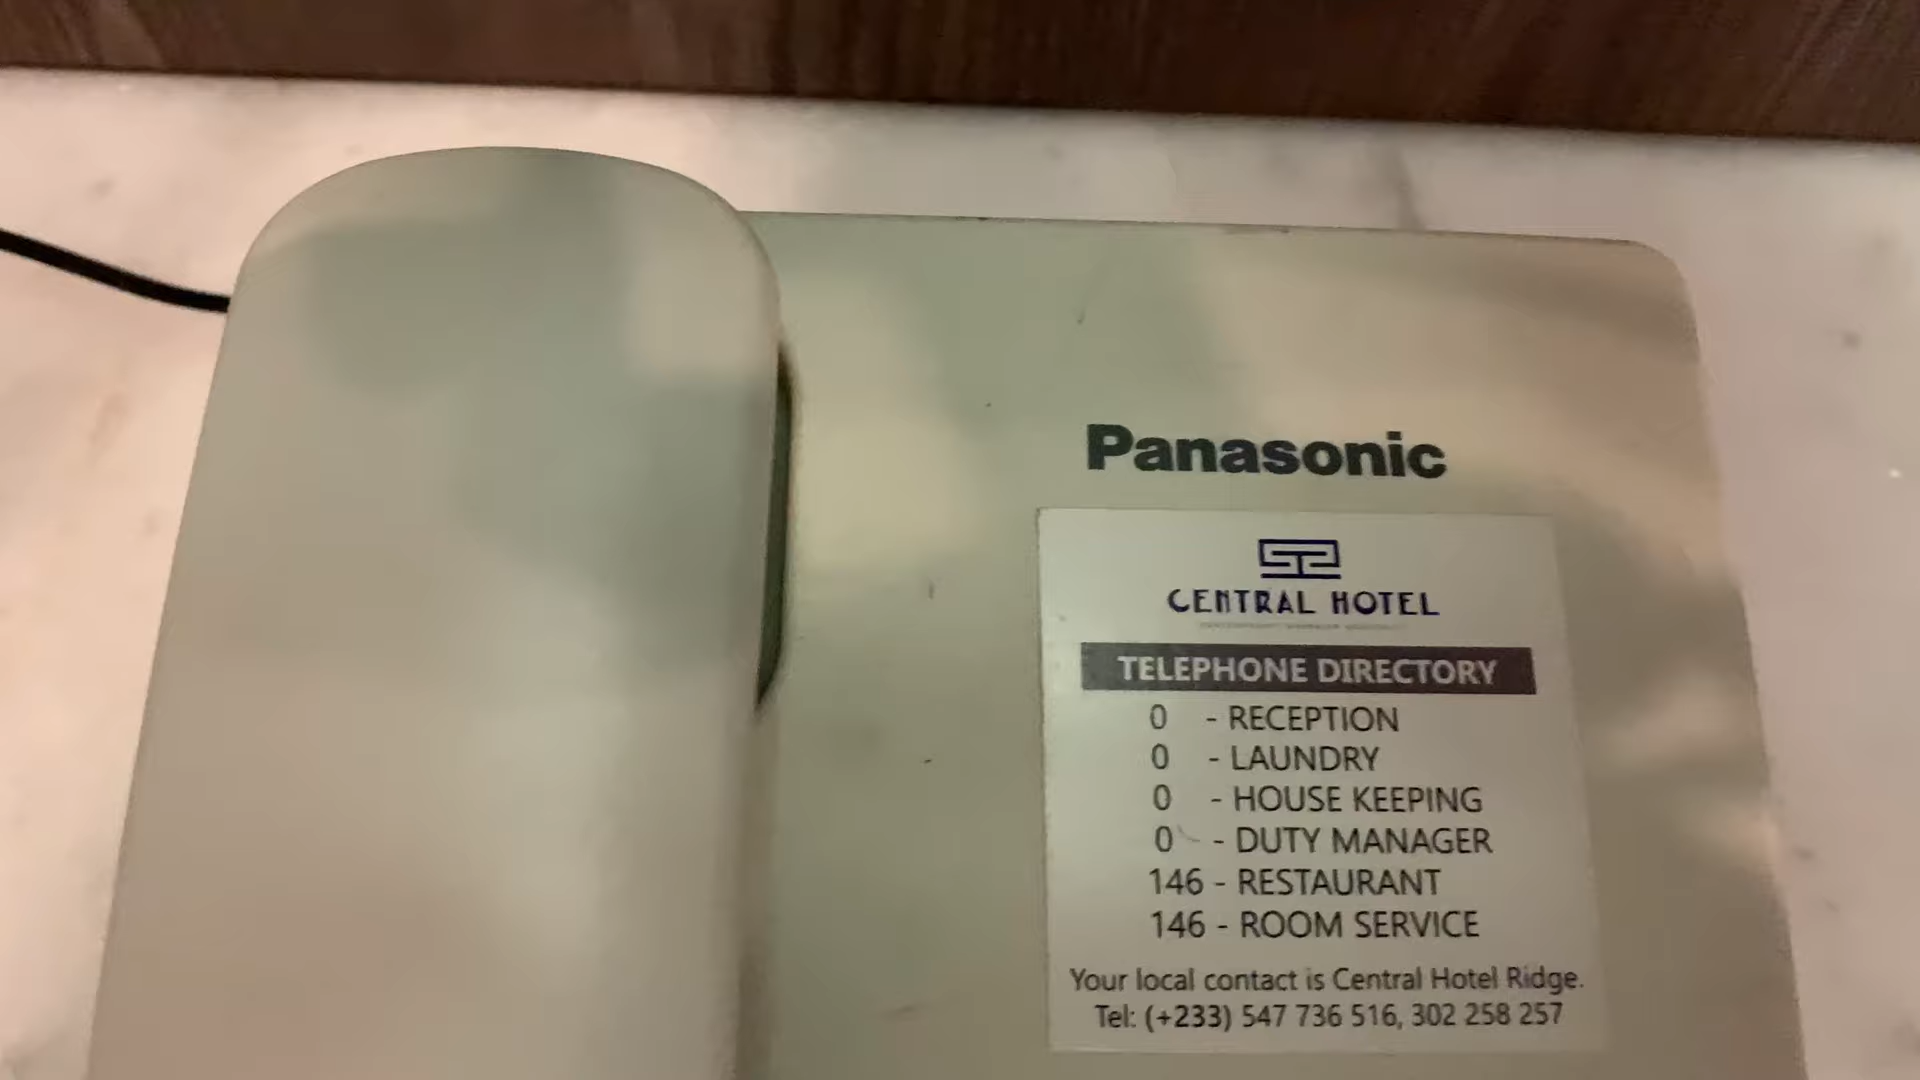 Panasonic
CENTRAL HOTEL
TELEPHONE DIRECTORY
0 - RECEPTION
0 - LAUNDRY
0 - HOUSE KEEPING
0 - DUTY MANAGER
146 - RESTAURANT
146 - ROOM SERVICE
Your local contact is Central Hotel Ridge.
Tel: (+233) 547 736 516, 302 258 257